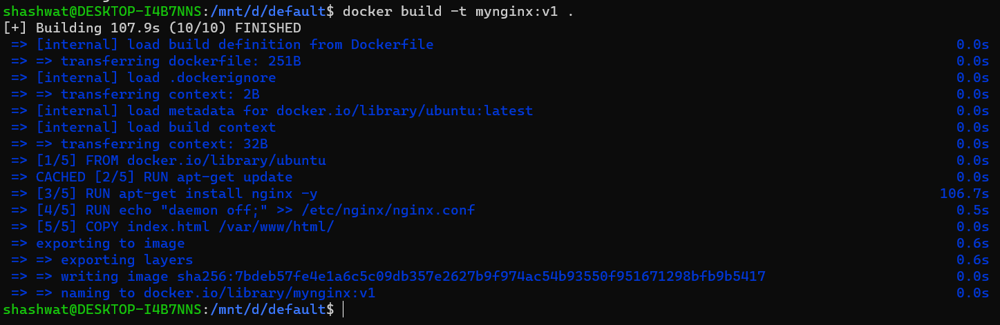 shashwat@DESKTOP-I4B7NNS:/mnt/d/default$ docker build -t mynginx:v1 .
[+] Building 107.9s (10/10) FINISHED
=> [internal] load build definition from Dockerfile 0.0s
=> => transferring dockerfile: 251B 0.0s
=> [internal] load .dockerignore 0.0s
=> => transferring context: 2B 0.0s
=> [internal] load metadata for docker.io/library/ubuntu:latest 0.0s
=> [internal] load build context 0.0s
=> => transferring context: 32B 0.0s
=> [1/5] FROM docker.io/library/ubuntu 0.0s
=> CACHED [2/5] RUN apt-get update 0.0s
=> [3/5] RUN apt-get install nginx -y 106.7s
=> [4/5] RUN echo "daemon off;" >> /etc/nginx/nginx.conf 0.5s
=> [5/5] COPY index.html /var/www/html/ 0.0s
=> exporting to image 0.6s
=> => exporting layers 0.6s
=> => writing image sha256:7bdeb57fe4e1a6c5c09db357e2627b9f974ac54b93550f951671298bfb9b5417 0.0s
=> => naming to docker.io/library/mynginx:v1 0.0s
shashwat@DESKTOP-I4B7NNS:/mnt/d/default$